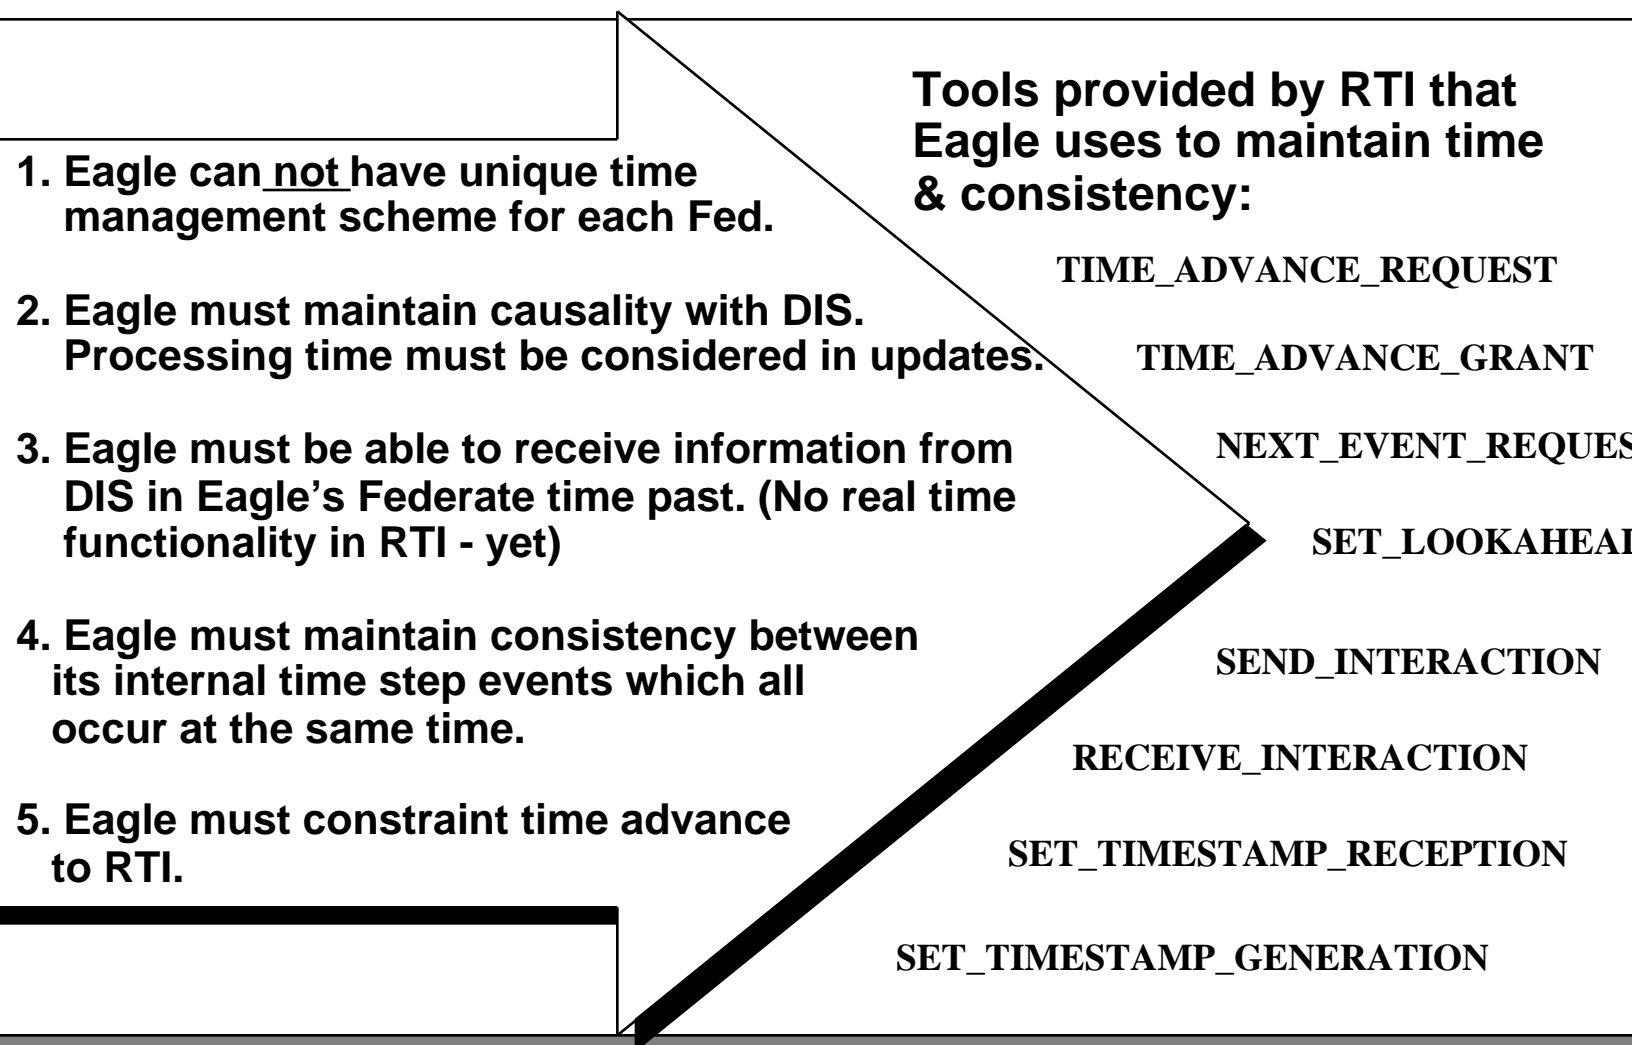 1. Eagle can not have unique time
management scheme for each Fed.
2. Eagle must maintain causality with DIS.
Processing time must be considered in updates.
3. Eagle must be able to receive information from
DIS in Eagle’s Federate time past. (No real time
functionality in RTI - yet)
4. Eagle must maintain consistency between
its internal time step events which all
occur at the same time.
5. Eagle must constraint time advance
to RTI.
Tools provided by RTI that
Eagle uses to maintain time
& consistency:
TIME_ADVANCE_REQUEST
TIME_ADVANCE_GRANT
NEXT_EVENT_REQUES
SET_LOOKAHEAD
SEND_INTERACTION
RECEIVE_INTERACTION
SET_TIMESTAMP_RECEPTION
SET_TIMESTAMP_GENERATION